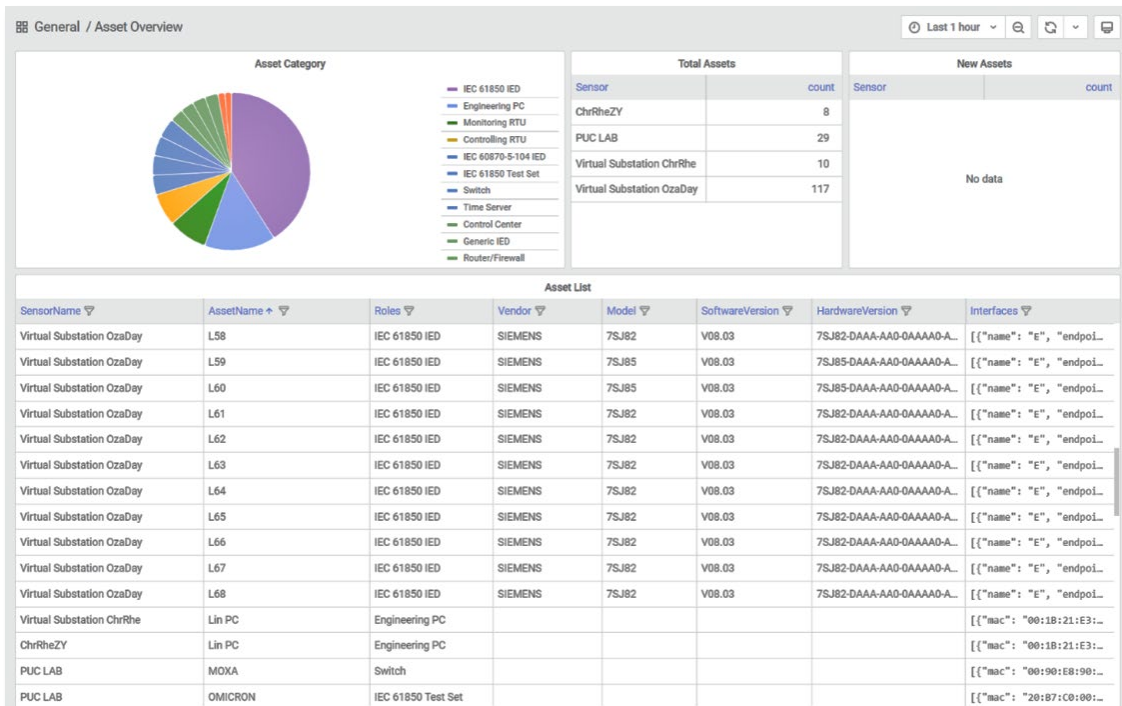 General / Asset Overview
Last 1 hour
Asset Category
IEC 61850 IED
Engineering PC
Monitoring RTU
Controlling RTU
IEC 60870-5-104 IED
IEC 61850 Test Set
Switch
Time Server
Control Center
Generic IED
Router/Firewall
Total Assets
Sensor count
ChrRheZY 8
PUC LAB 29
Virtual Substation ChrRhe 10
Virtual Substation OzaDay 117
New Assets
Sensor count
No data
Asset List
SensorName AssetName Roles Vendor Model SoftwareVersion HardwareVersion Interfaces
Virtual Substation OzaDay L58 IEC 61850 IED SIEMENS 7SJ82 V08.03 7SJ82-DAAA-AA0-0AAAA0-A... [{"name": "E", "endpoi...
Virtual Substation OzaDay L59 IEC 61850 IED SIEMENS 7SJ85 V08.03 7SJ85-DAAA-AA0-0AAAA0-A... [{"name": "E", "endpoi...
Virtual Substation OzaDay L60 IEC 61850 IED SIEMENS 7SJ85 V08.03 7SJ85-DAAA-AA0-0AAAA0-A... [{"name": "E", "endpoi...
Virtual Substation OzaDay L61 IEC 61850 IED SIEMENS 7SJ82 V08.03 7SJ82-DAAA-AA0-0AAAA0-A... [{"name": "E", "endpoi...
Virtual Substation OzaDay L62 IEC 61850 IED SIEMENS 7SJ82 V08.03 7SJ82-DAAA-AA0-0AAAA0-A... [{"name": "E", "endpoi...
Virtual Substation OzaDay L63 IEC 61850 IED SIEMENS 7SJ82 V08.03 7SJ82-DAAA-AA0-0AAAA0-A... [{"name": "E", "endpoi...
Virtual Substation OzaDay L64 IEC 61850 IED SIEMENS 7SJ82 V08.03 7SJ82-DAAA-AA0-0AAAA0-A... [{"name": "E", "endpoi...
Virtual Substation OzaDay L65 IEC 61850 IED SIEMENS 7SJ82 V08.03 7SJ82-DAAA-AA0-0AAAA0-A... [{"name": "E", "endpoi...
Virtual Substation OzaDay L66 IEC 61850 IED SIEMENS 7SJ82 V08.03 7SJ82-DAAA-AA0-0AAAA0-A... [{"name": "E", "endpoi...
Virtual Substation OzaDay L67 IEC 61850 IED SIEMENS 7SJ82 V08.03 7SJ82-DAAA-AA0-0AAAA0-A... [{"name": "E", "endpoi...
Virtual Substation OzaDay L68 IEC 61850 IED SIEMENS 7SJ82 V08.03 7SJ82-DAAA-AA0-0AAAA0-A... [{"name": "E", "endpoi...
Virtual Substation ChrRhe Lin PC Engineering PC [{"mac": "00:1B:21:E3:...
ChrRheZY Lin PC Engineering PC [{"mac": "00:1B:21:E3:...
PUC LAB MOXA Switch [{"mac": "00:90:E8:90:...
PUC LAB OMICRON IEC 61850 Test Set [{"mac": "20:B7:C0:00:...